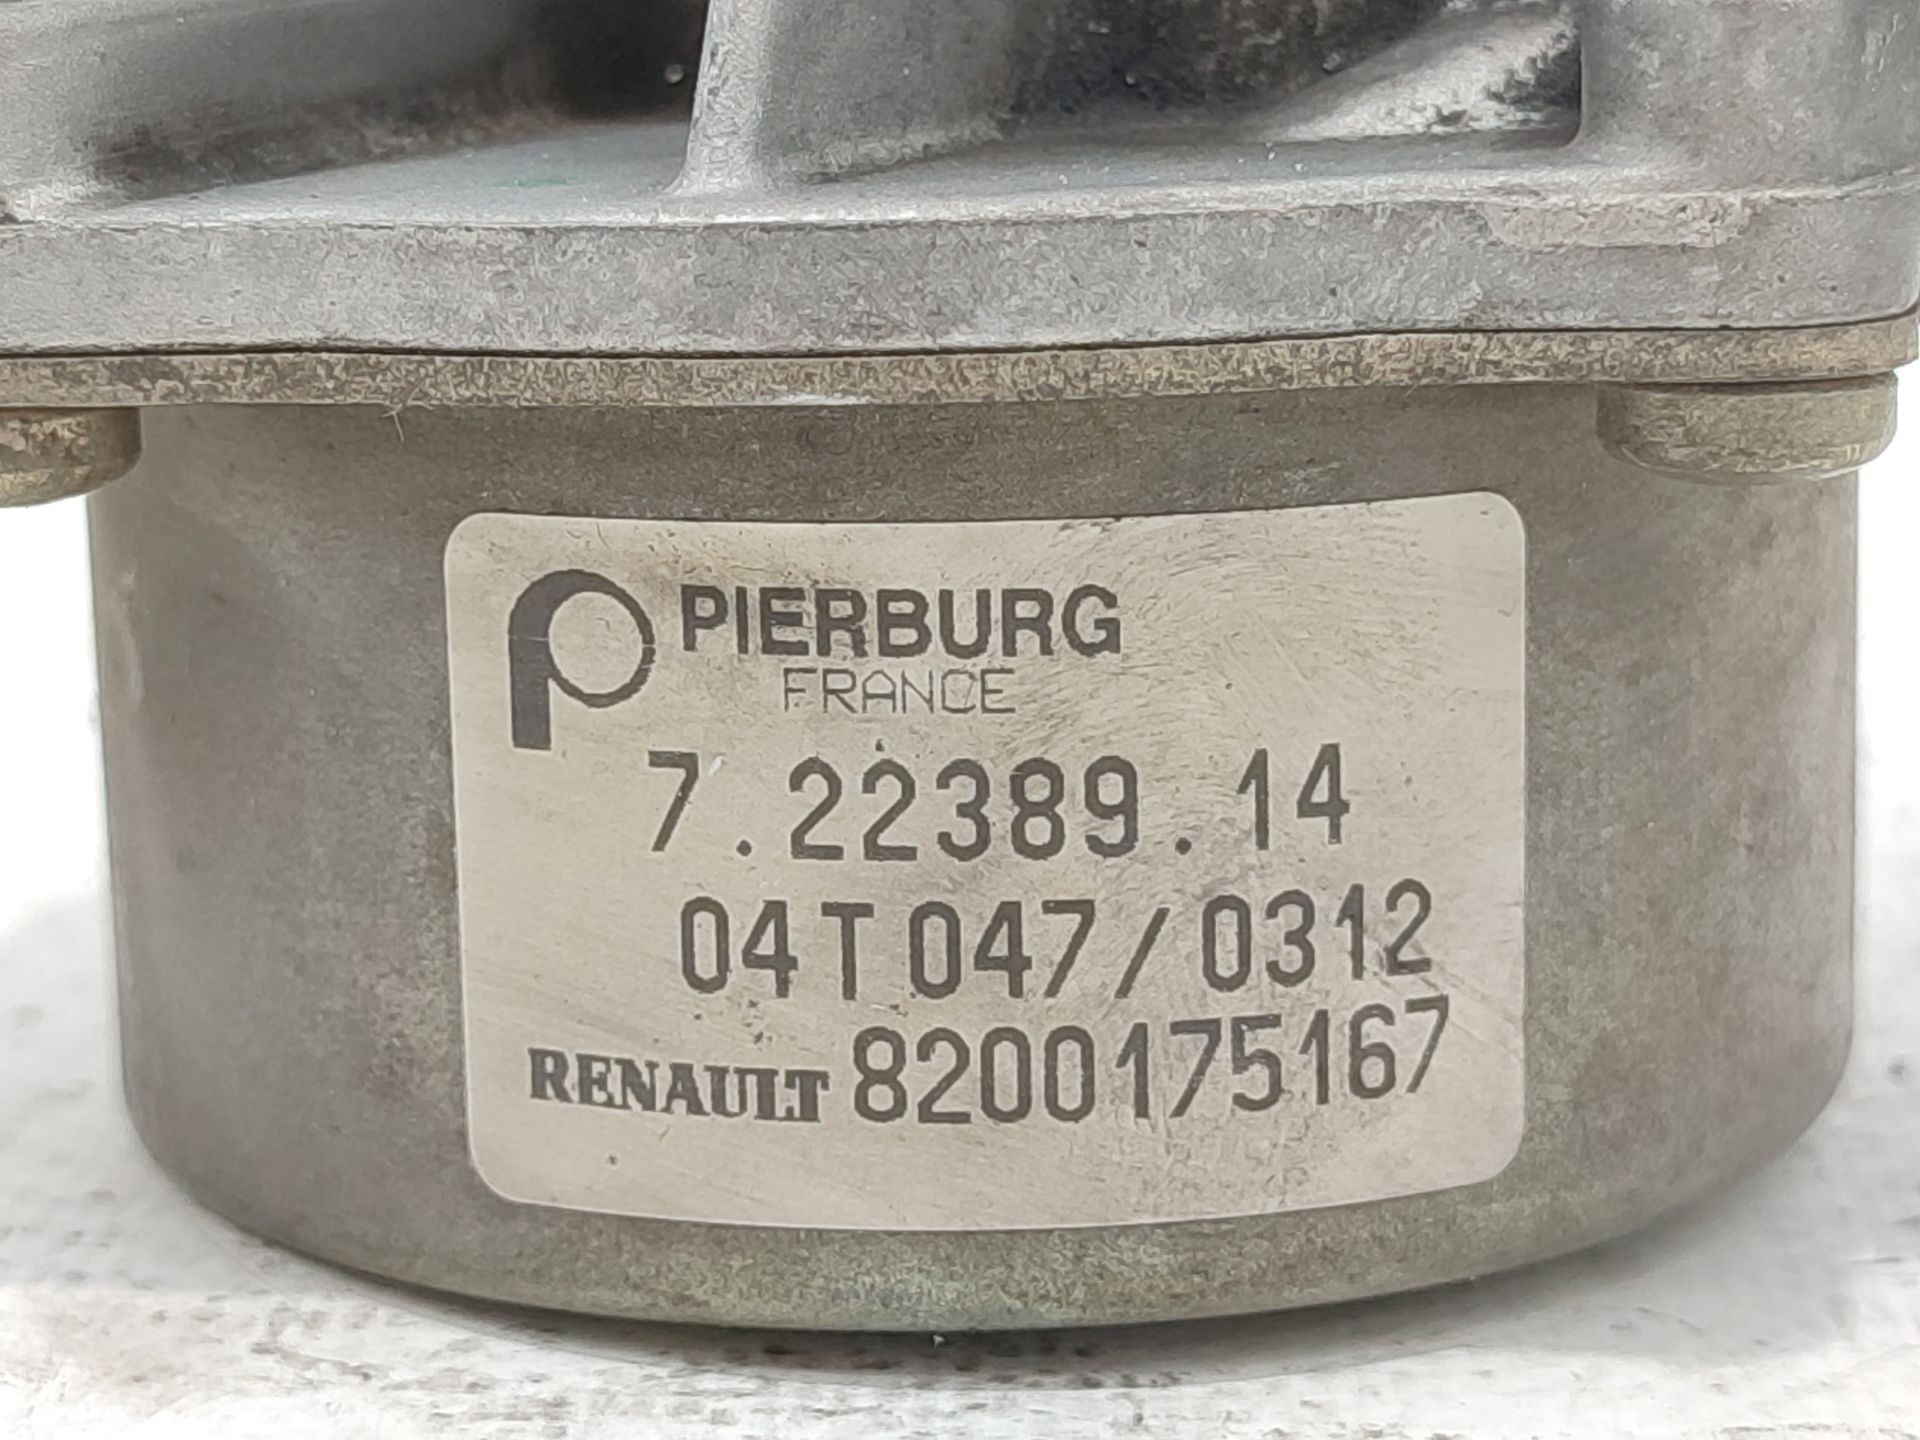 PIERBURG
FRANCE
7.22389.14
04T047/0312
RENAULT 8200175167